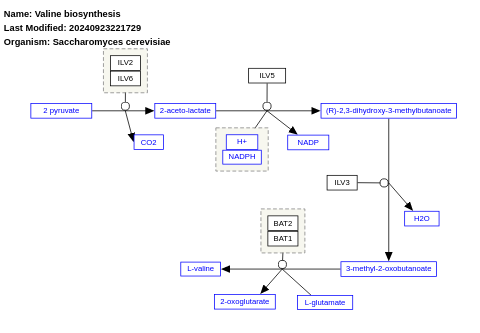 Name: Valine biosynthesis
Last Modified: 20240923221729
Organism: Saccharomyces cerevisiae
ILV2
ILV6
ILV5
2 pyruvate
2-aceto-lactate
(R)-2,3-dihydroxy-3-methylbutanoate
CO2
H+
NADPH
NADP
ILV3
H2O
BAT2
BAT1
L-valine
3-methyl-2-oxobutanoate
2-oxoglutarate
L-glutamate